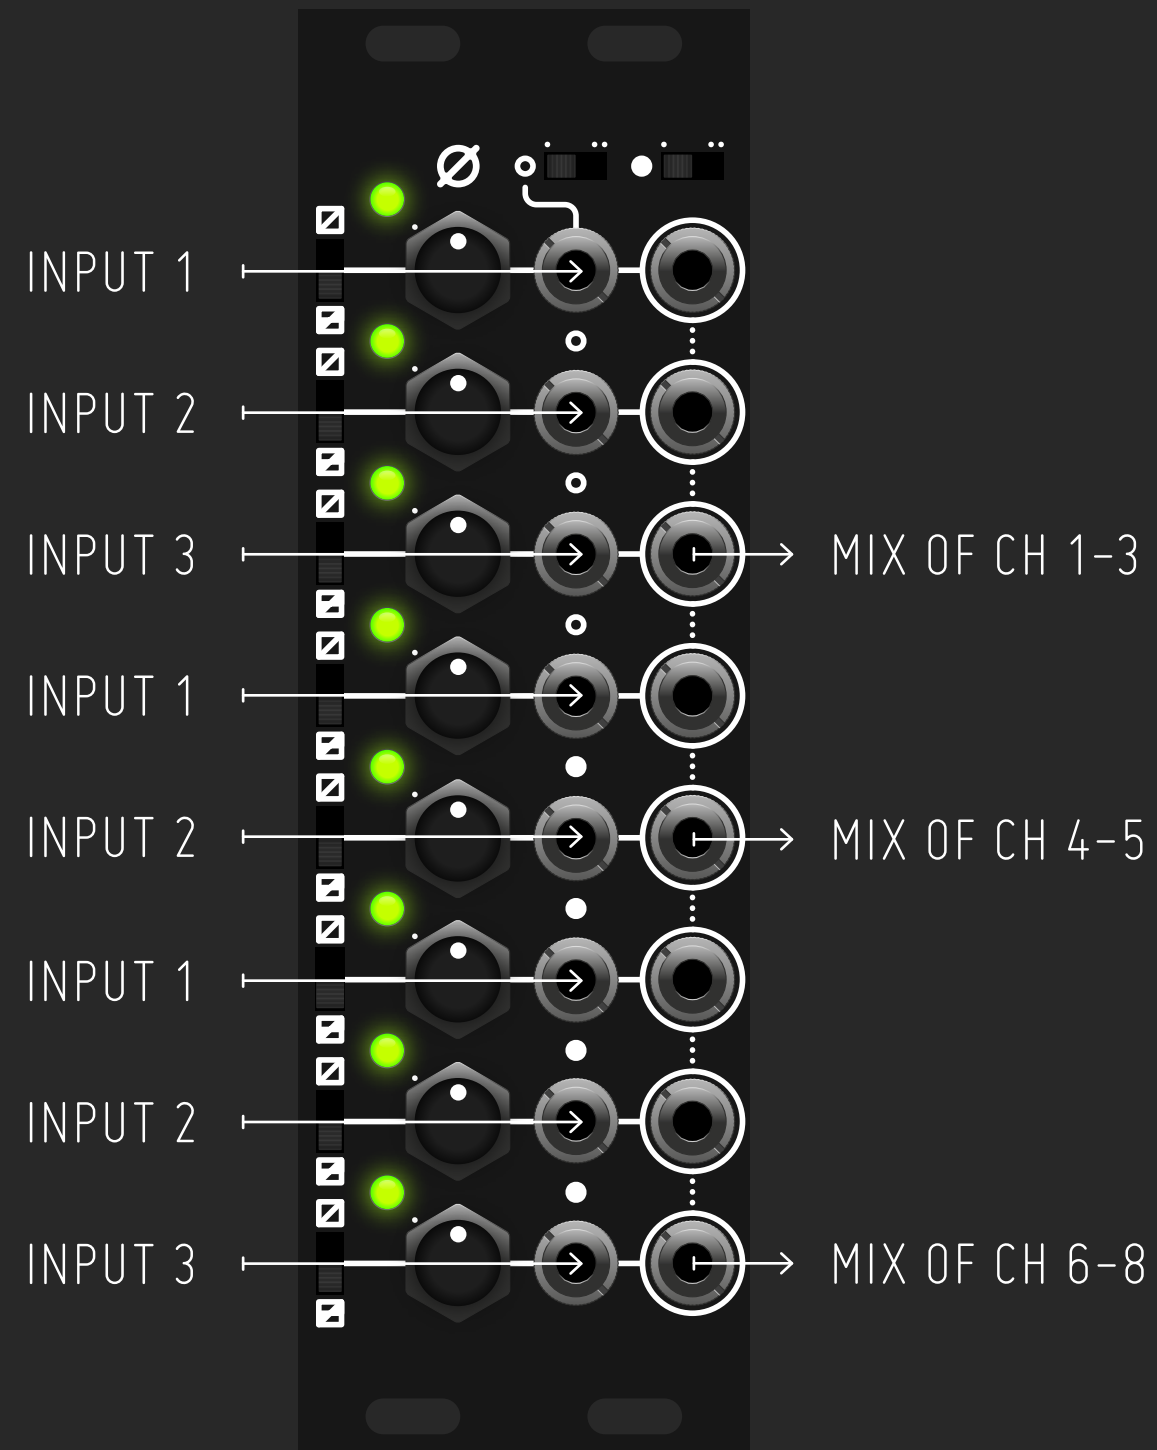 INPUT 1
INPUT 2
INPUT 3
MIX OF CH 1-3
INPUT 1
INPUT 2
MIX OF CH 4-5
INPUT 1
INPUT 2
INPUT 3
MIX OF CH 6-8